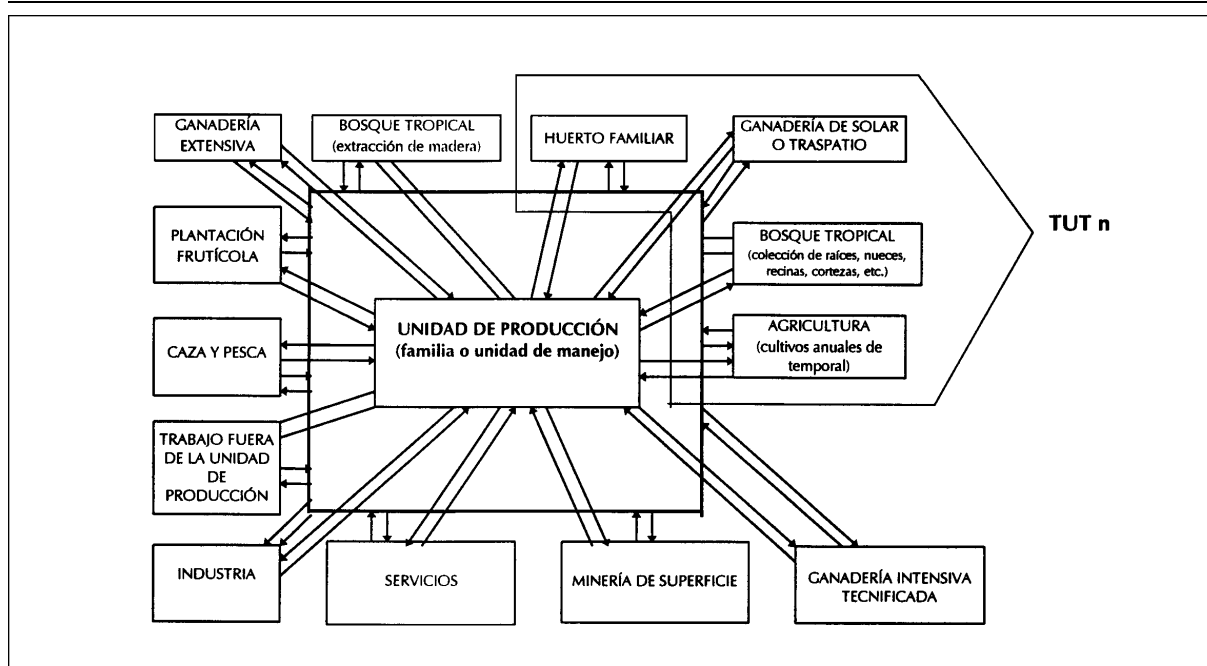 GANADERÍA
EXTENSIVA
BOSQUE TROPICAL
(extracción de madera)
HUERTO FAMILIAR
GANADERÍA DE SOLAR
O TRASPATIO
TUT n
PLANTACIÓN
FRUTÍCOLA
BOSQUE TROPICAL
(colección de raíces, nueces,
recinas, cortezas, etc.)
UNIDAD DE PRODUCCIÓN
(familia o unidad de manejo)
CAZA Y PESCA
AGRICULTURA
(cultivos anuales de
temporal)
TRABAJO FUERA
DE LA UNIDAD
DE
PRODUCCIÓN
INDUSTRIA
SERVICIOS
MINERÍA DE SUPERFICIE
GANADERÍA INTENSIVA
TECNIFICADA